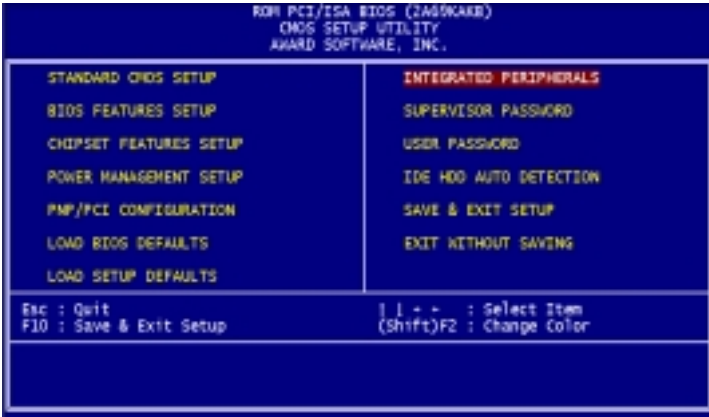 ROM PCI/ISA BIOS (2A69KAKB)
CMOS SETUP UTILITY
AWARD SOFTWARE, INC.
STANDARD CMOS SETUP
BIOS FEATURES SETUP
CHIPSET FEATURES SETUP
POWER MANAGEMENT SETUP
PNP/PCI CONFIGURATION
LOAD BIOS DEFAULTS
LOAD SETUP DEFAULTS
INTEGRATED PERIPHERALS
SUPERVISOR PASSWORD
USER PASSWORD
IDE HDD AUTO DETECTION
SAVE & EXIT SETUP
EXIT WITHOUT SAVING
Esc : Quit
F10 : Save & Exit Setup
: Select Item
(Shift)F2 : Change Color